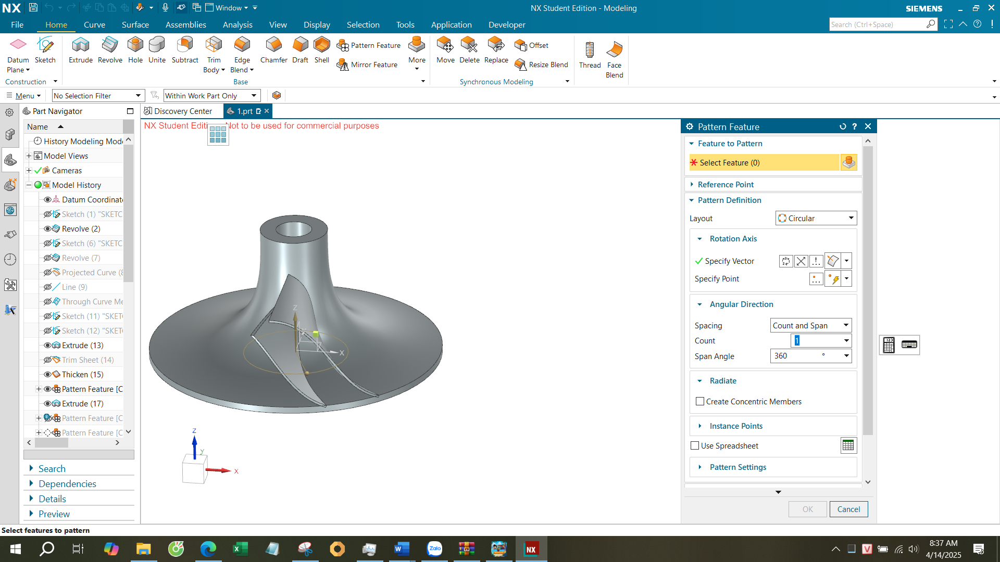 NX
Window
NX Student Edition - Modeling
SIEMENS
File
Home
Curve
Surface
Assemblies
Analysis
View
Display
Selection
Tools
Application
Developer
Search (Ctrl+Space)
Datum Plane
Sketch
Extrude
Revolve
Hole
Unite
Subtract
Trim Body
Edge Blend
Chamfer
Draft
Shell
Pattern Feature
Mirror Feature
More
Move
Delete
Replace
Offset
Resize Blend
Thread
Face Blend
Construction
Base
Synchronous Modeling
Menu
No Selection Filter
Within Work Part Only
Part Navigator
Discovery Center
1.prt
Name
History Modeling Mod
Model Views
Cameras
Model History
Datum Coordinat
Sketch (1) "SKETC
Revolve (2)
Sketch (6) "SKETC
Revolve (7)
Projected Curve (8
Line (9)
Through Curve Me
Sketch (11) "SKET
Sketch (12) "SKET
Extrude (13)
Trim Sheet (14)
Thicken (15)
Pattern Feature [C
Extrude (17)
Pattern Feature [C
Pattern Feature [C
Search
Dependencies
Details
Preview
NX Student Editi
Not to be used for commercial purposes
Z
X
Z
Y
X
Pattern Feature
Feature to Pattern
Select Feature (0)
Reference Point
Pattern Definition
Layout
Circular
Rotation Axis
Specify Vector
Specify Point
Angular Direction
Spacing
Count and Span
Count
1
Span Angle
360 °
Radiate
Create Concentric Members
Instance Points
Use Spreadsheet
Pattern Settings
OK
Cancel
123
Select features to pattern
Zalo
NX
V
8:37 AM
4/14/2025